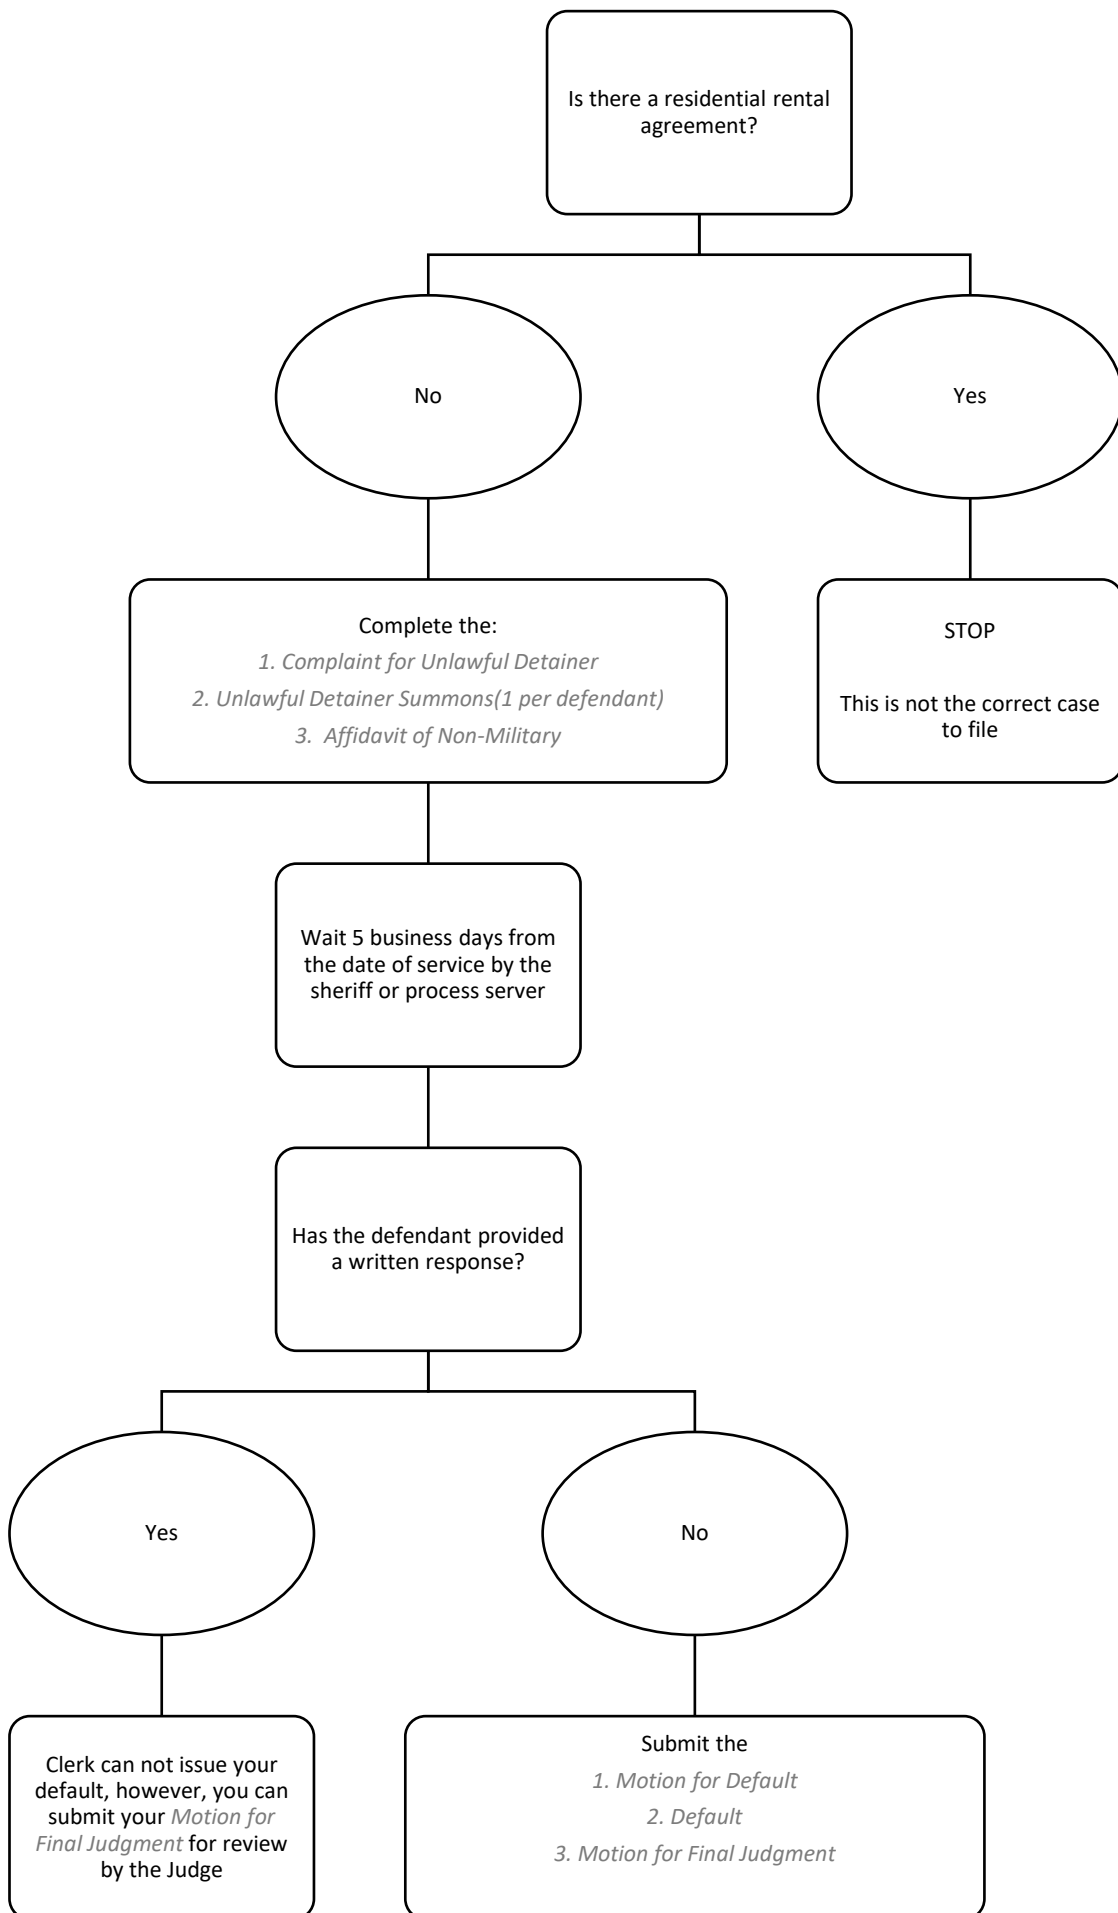 Is there a residential rental
agreement?
No
Yes
Complete the:
1. Complaint for Unlawful Detainer
2. Unlawful Detainer Summons(1 per defendant)
3. Affidavit of Non-Military
STOP
This is not the correct case
to file
Wait 5 business days from
the date of service by the
sheriff or process server
Has the defendant provided
a written response?
Yes
No
Clerk can not issue your
default, however, you can
submit your Motion for
Final Judgment for review
by the Judge
Submit the
1. Motion for Default
2. Default
3. Motion for Final Judgment